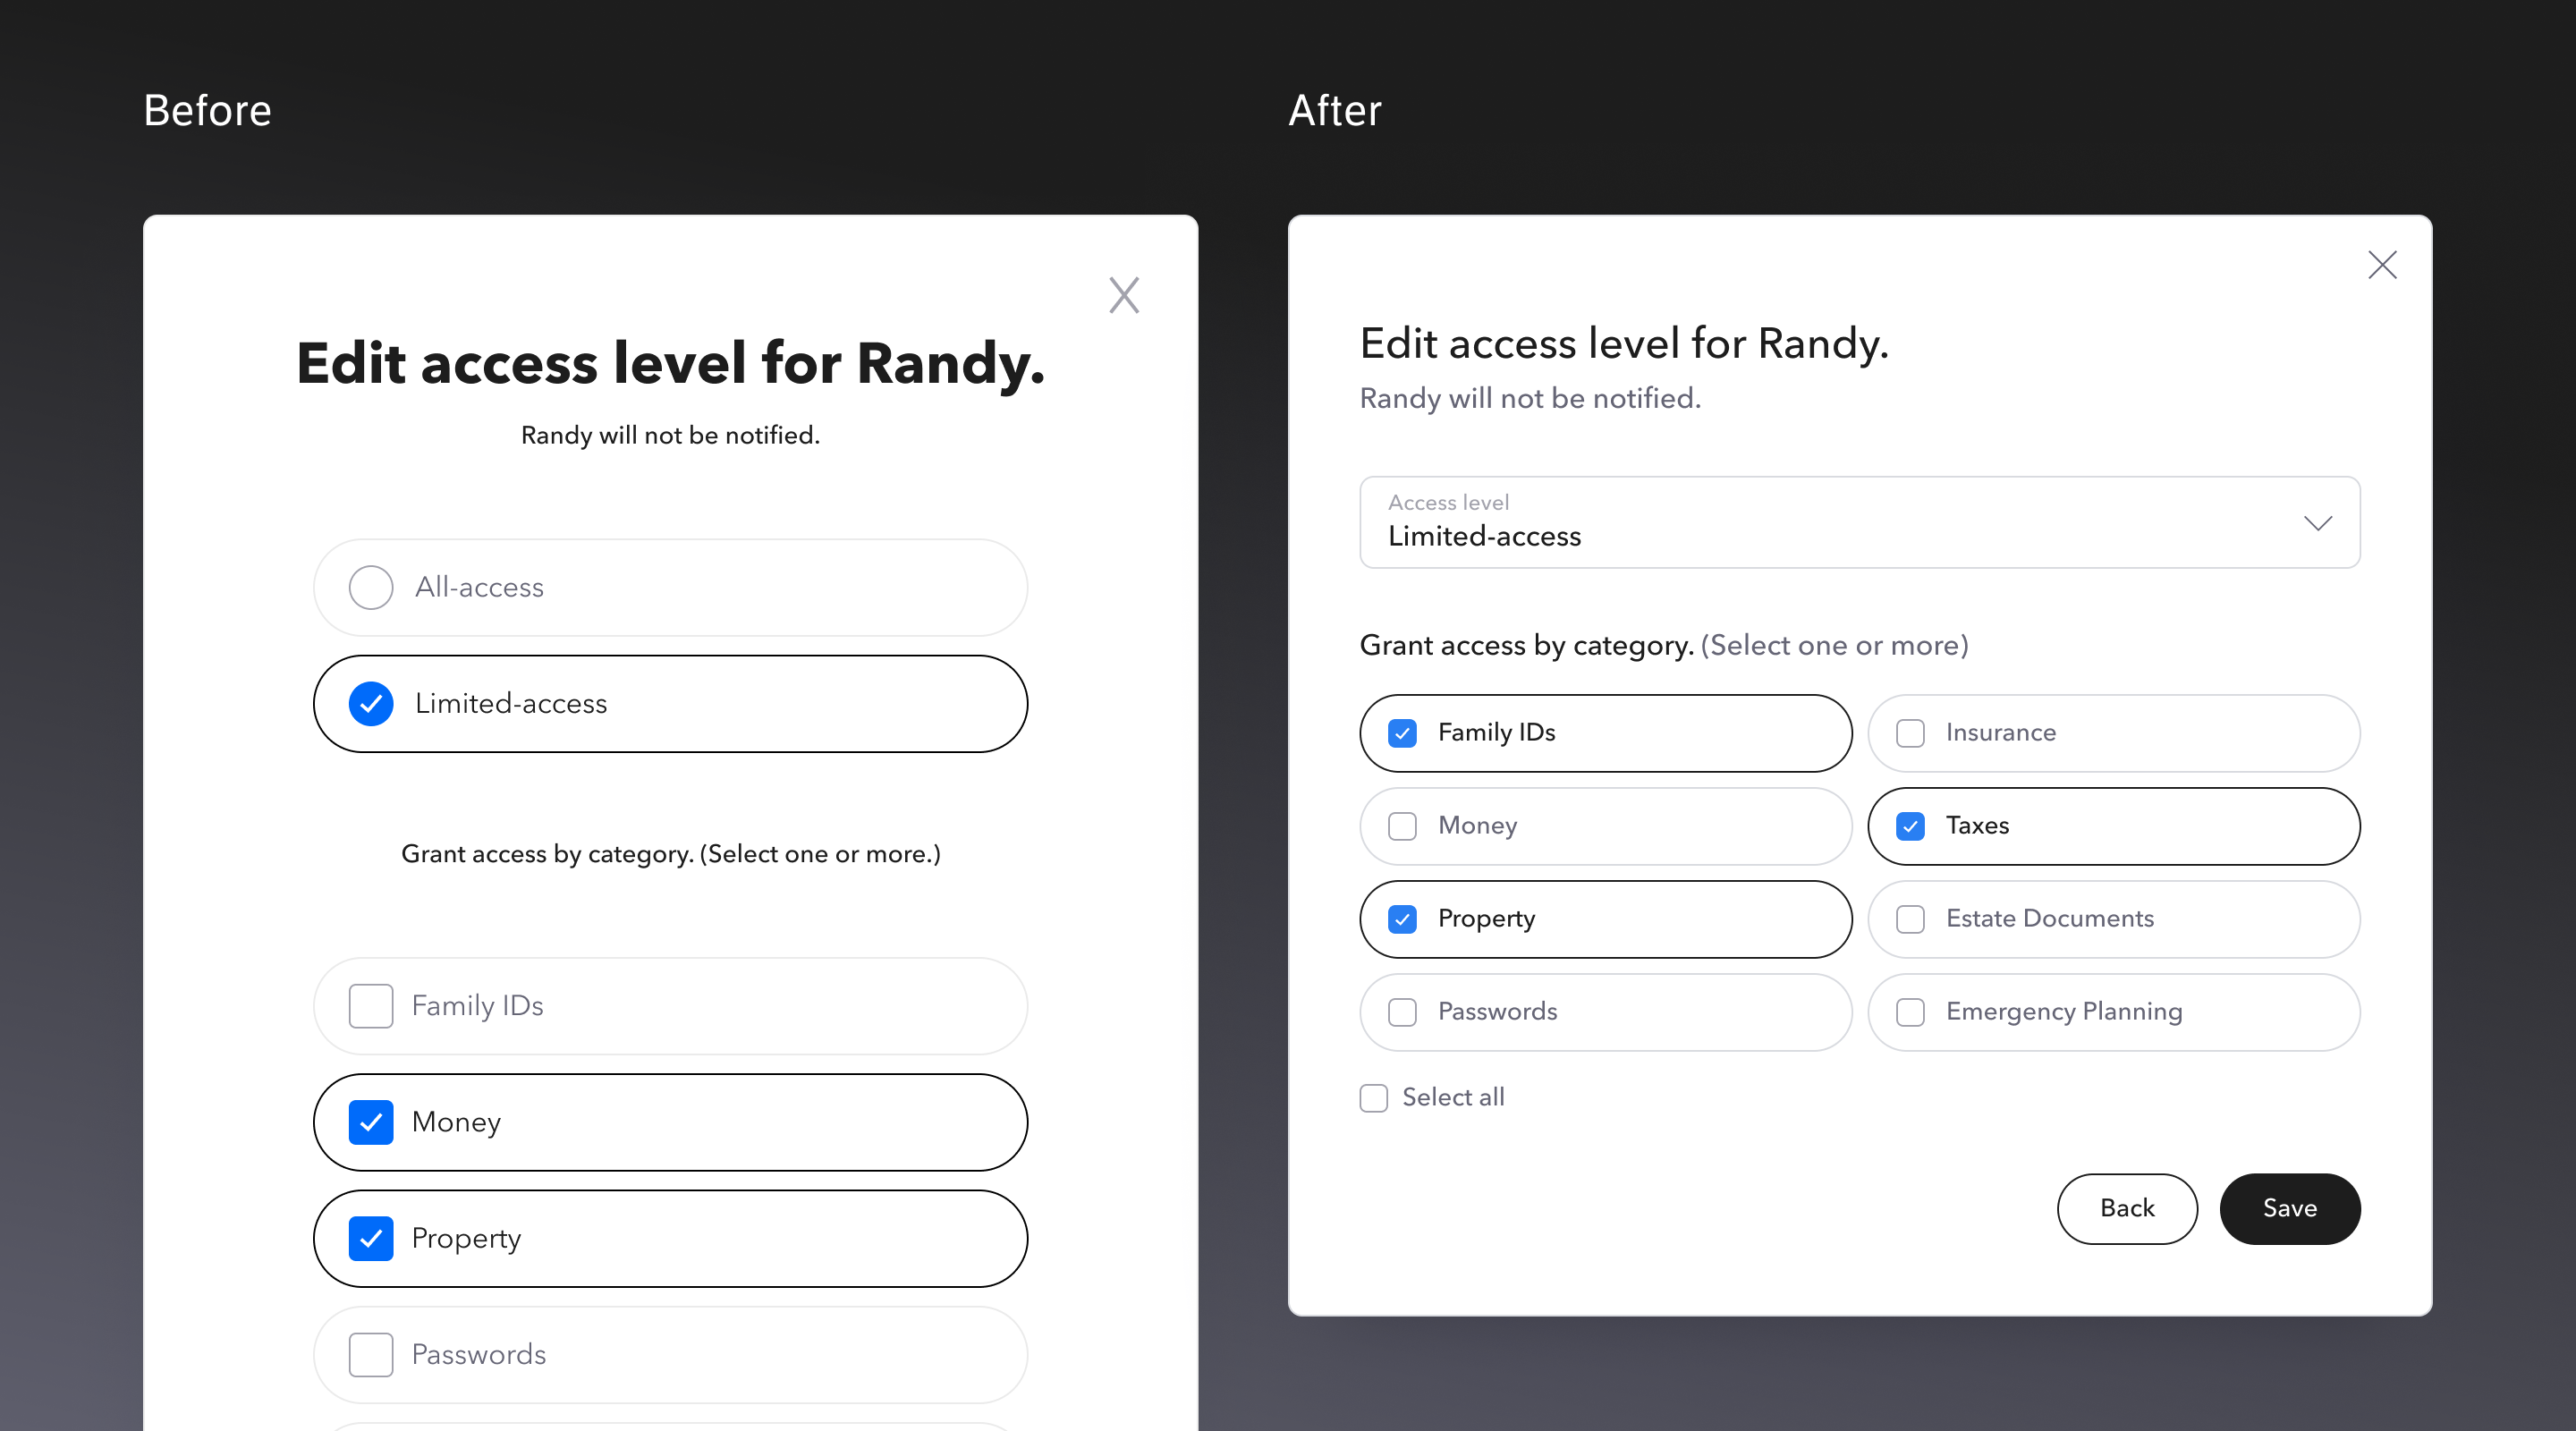 Before
X
Edit access level for Randy.
Randy will not be notified.
All-access
Limited-access
Grant access by category. (Select one or more.)
Family IDs
Money
Property
Passwords
After
Edit access level for Randy.
Randy will not be notified.
Access level
Limited-access
Grant access by category. (Select one or more)
Family IDs
Insurance
Money
Taxes
Property
Estate Documents
Passwords
Emergency Planning
Select all
Back
Save